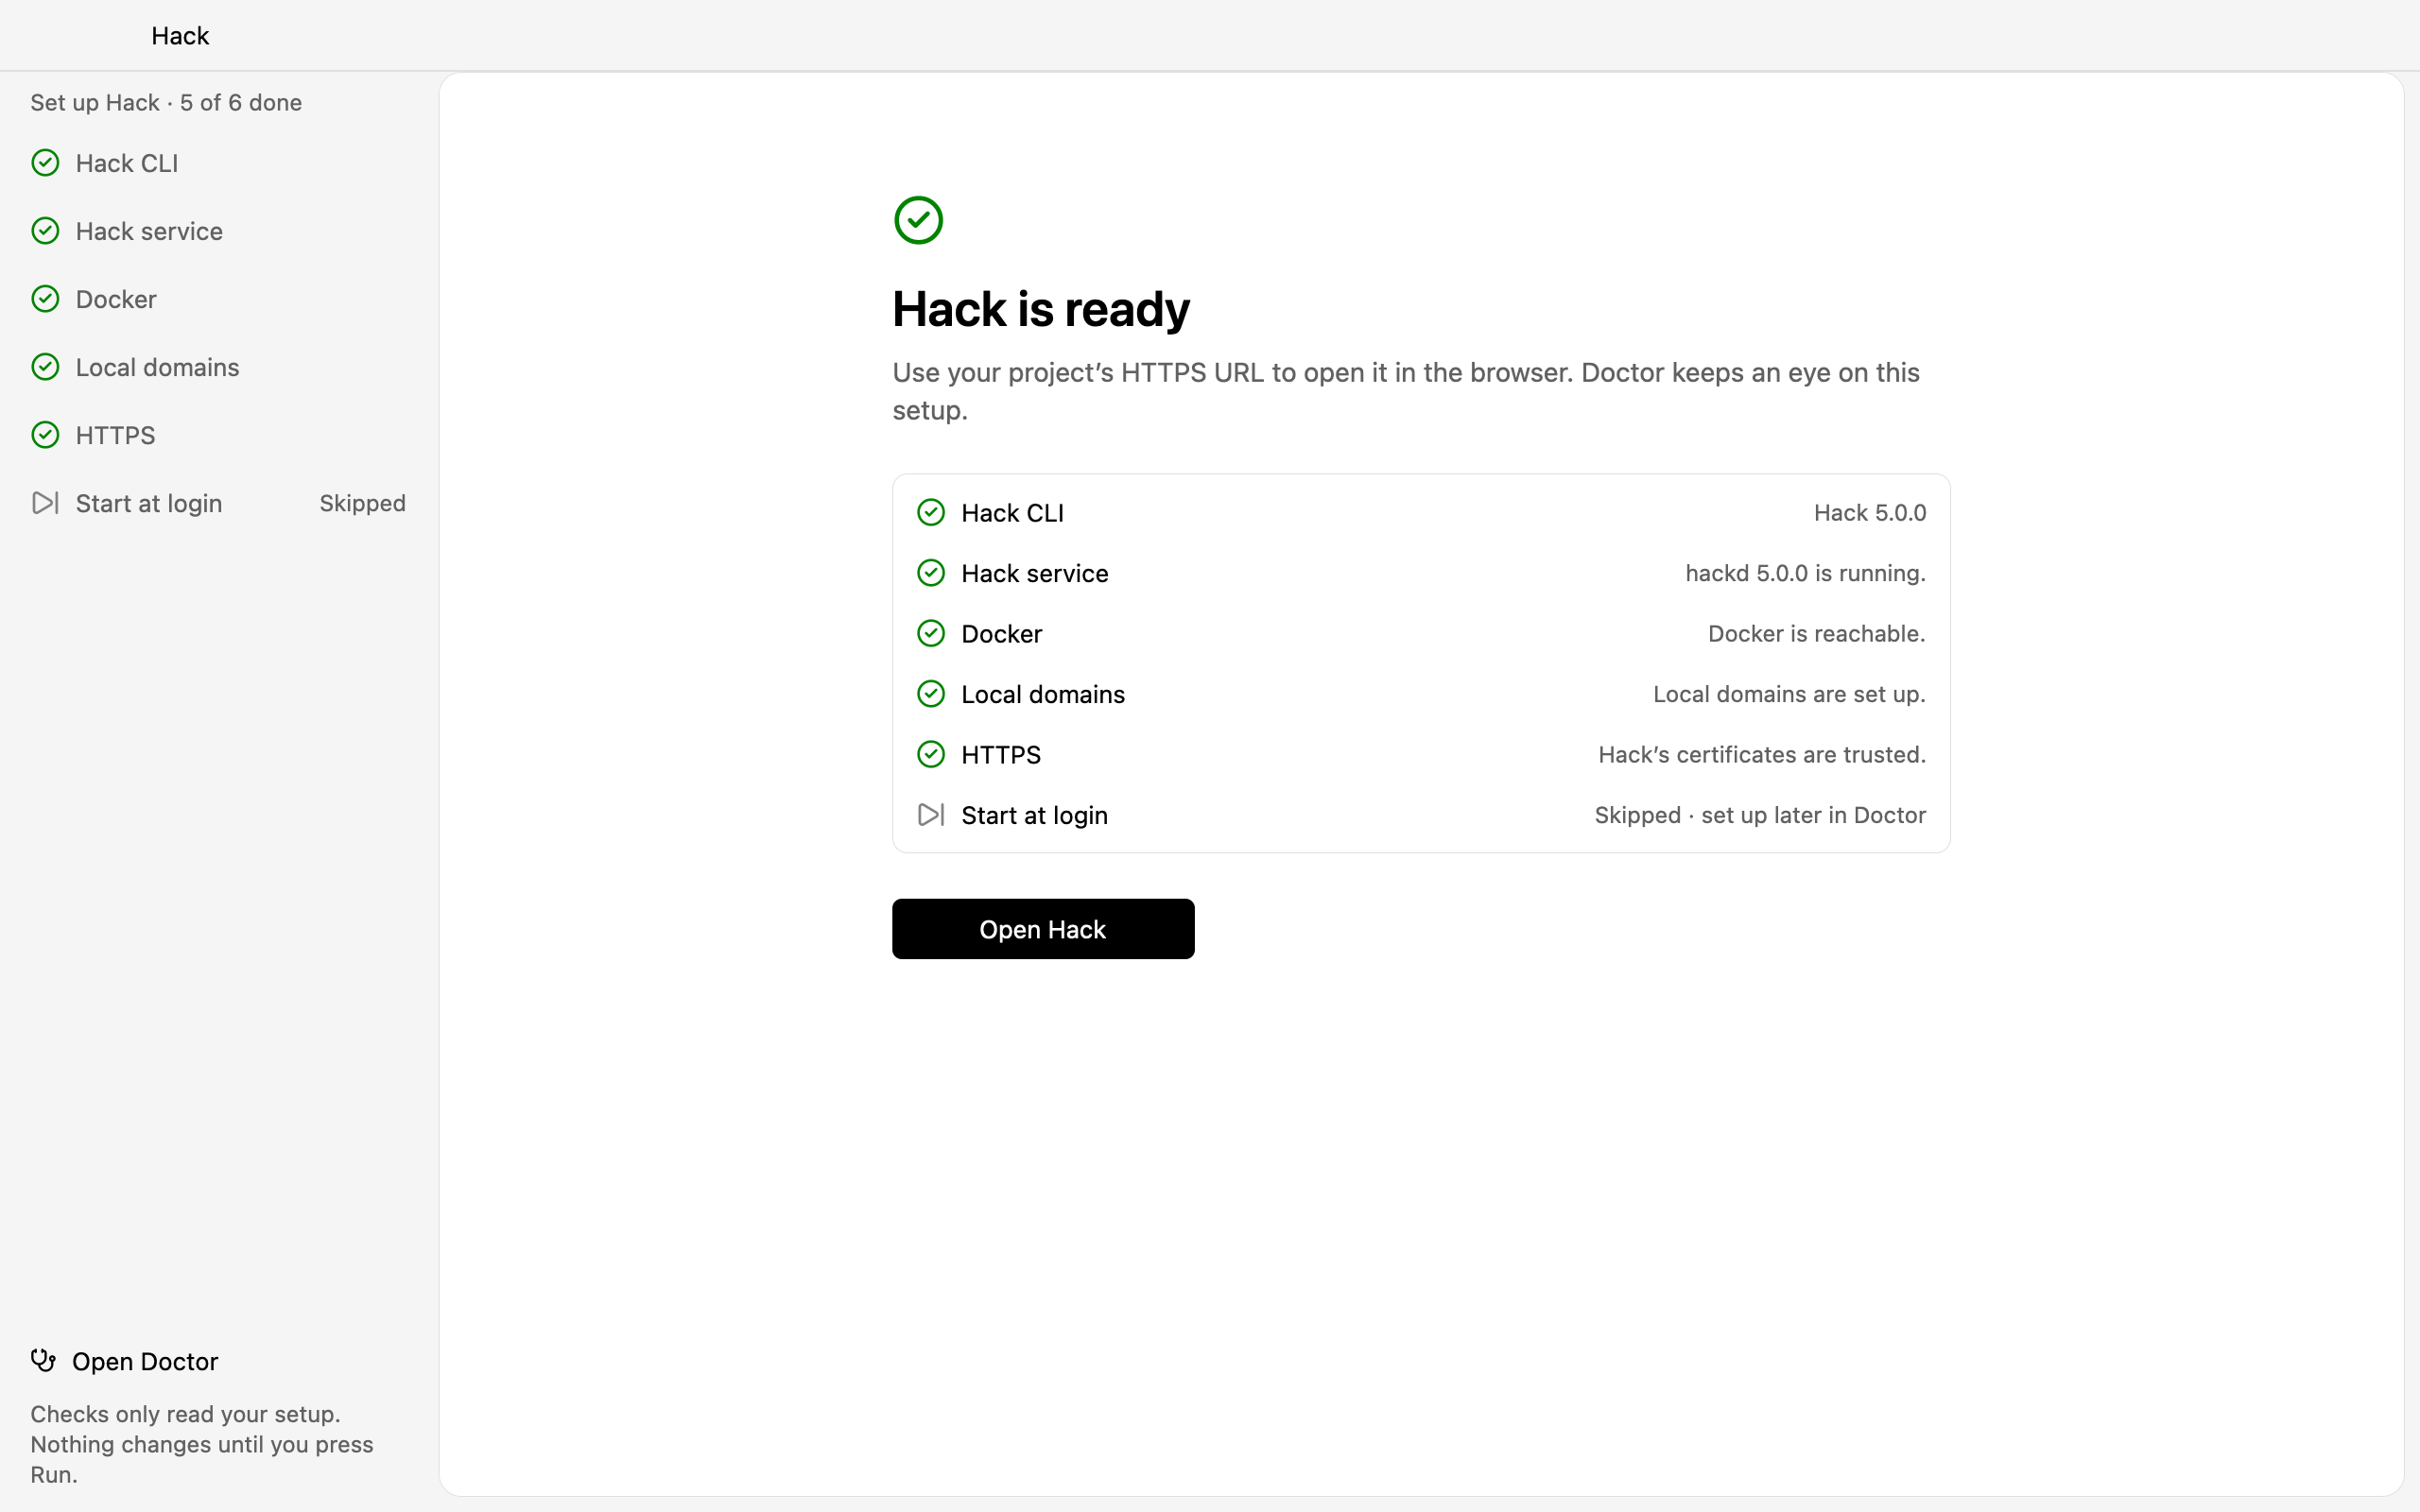 Hack
Set up Hack · 5 of 6 done
Hack CLI
Hack service
Docker
Local domains
HTTPS
Start at login Skipped
Open Doctor
Checks only read your setup.
Nothing changes until you press
Run.
Hack is ready
Use your project’s HTTPS URL to open it in the browser. Doctor keeps an eye on this
setup.
Hack CLI Hack 5.0.0
Hack service hackd 5.0.0 is running.
Docker Docker is reachable.
Local domains Local domains are set up.
HTTPS Hack’s certificates are trusted.
Start at login Skipped · set up later in Doctor
Open Hack